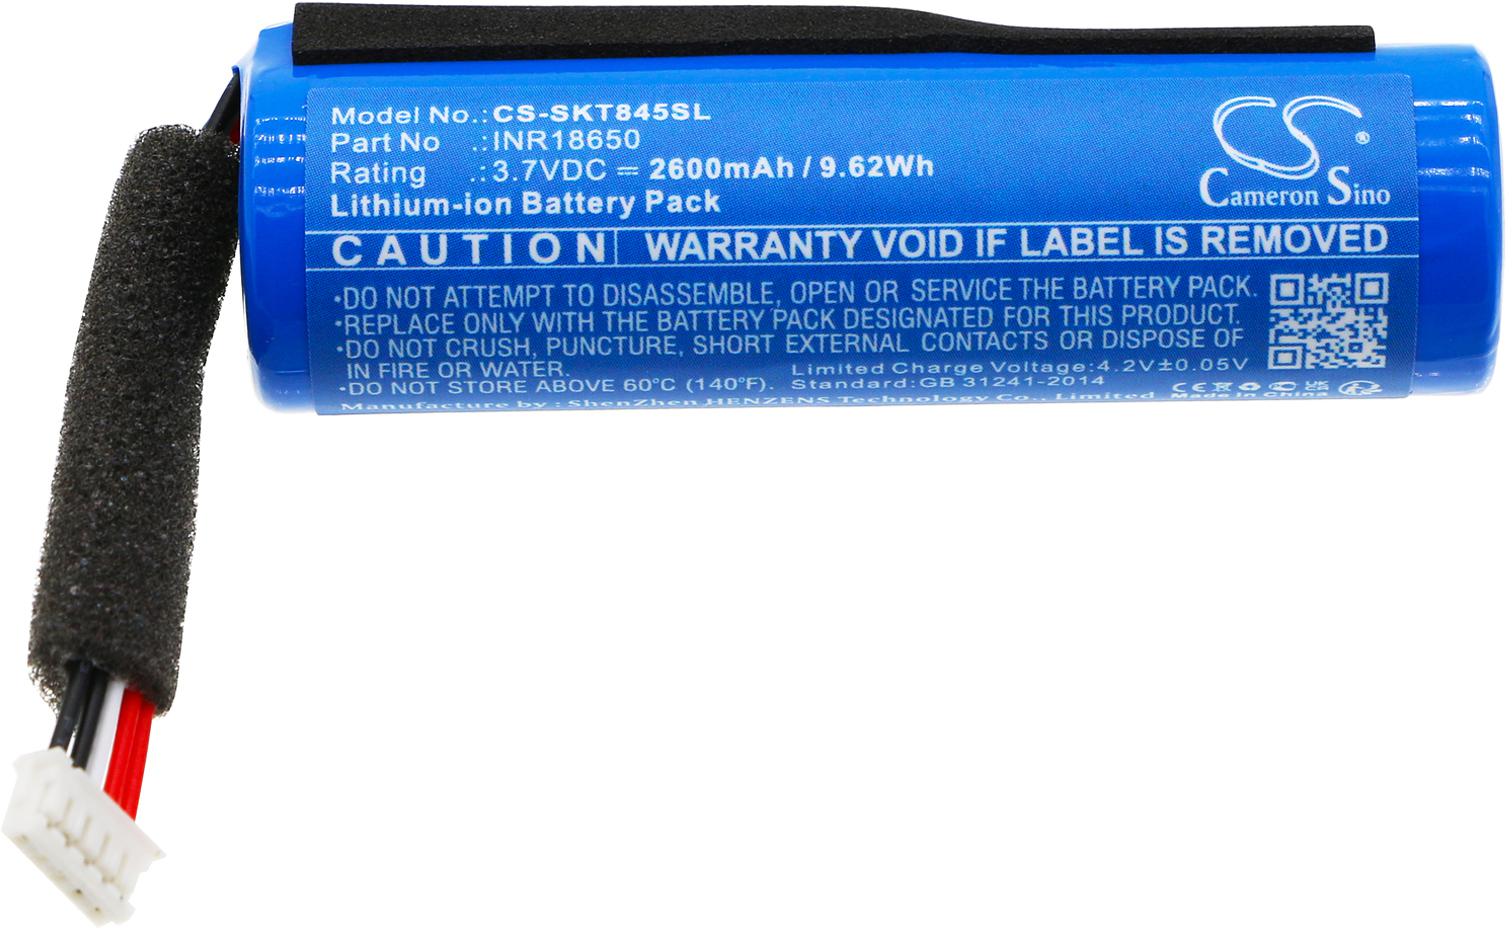 Model No.:CS-SKT845SL
Part No .:INR18650
Rating .:3.7VDC ⎓ 2600mAh / 9.62Wh
Lithium-ion Battery Pack
CS®
Cameron Sino
CAUTION| WARRANTY VOID IF LABEL IS REMOVED
•DO NOT ATTEMPT TO DISASSEMBLE, OPEN OR SERVICE THE BATTERY PACK.
•REPLACE ONLY WITH THE BATTERY PACK DESIGNATED FOR THIS PRODUCT.
•DO NOT CRUSH, PUNCTURE, SHORT EXTERNAL CONTACTS OR DISPOSE OF
IN FIRE OR WATER.
Limited Charge Voltage:4.2V±0.05V
•DO NOT STORE ABOVE 60°C (140°F).
Standard:GB 31241-2014
Manufacture by : ShenZhen HENZENS Technology Co., Limited
CE
Made in China